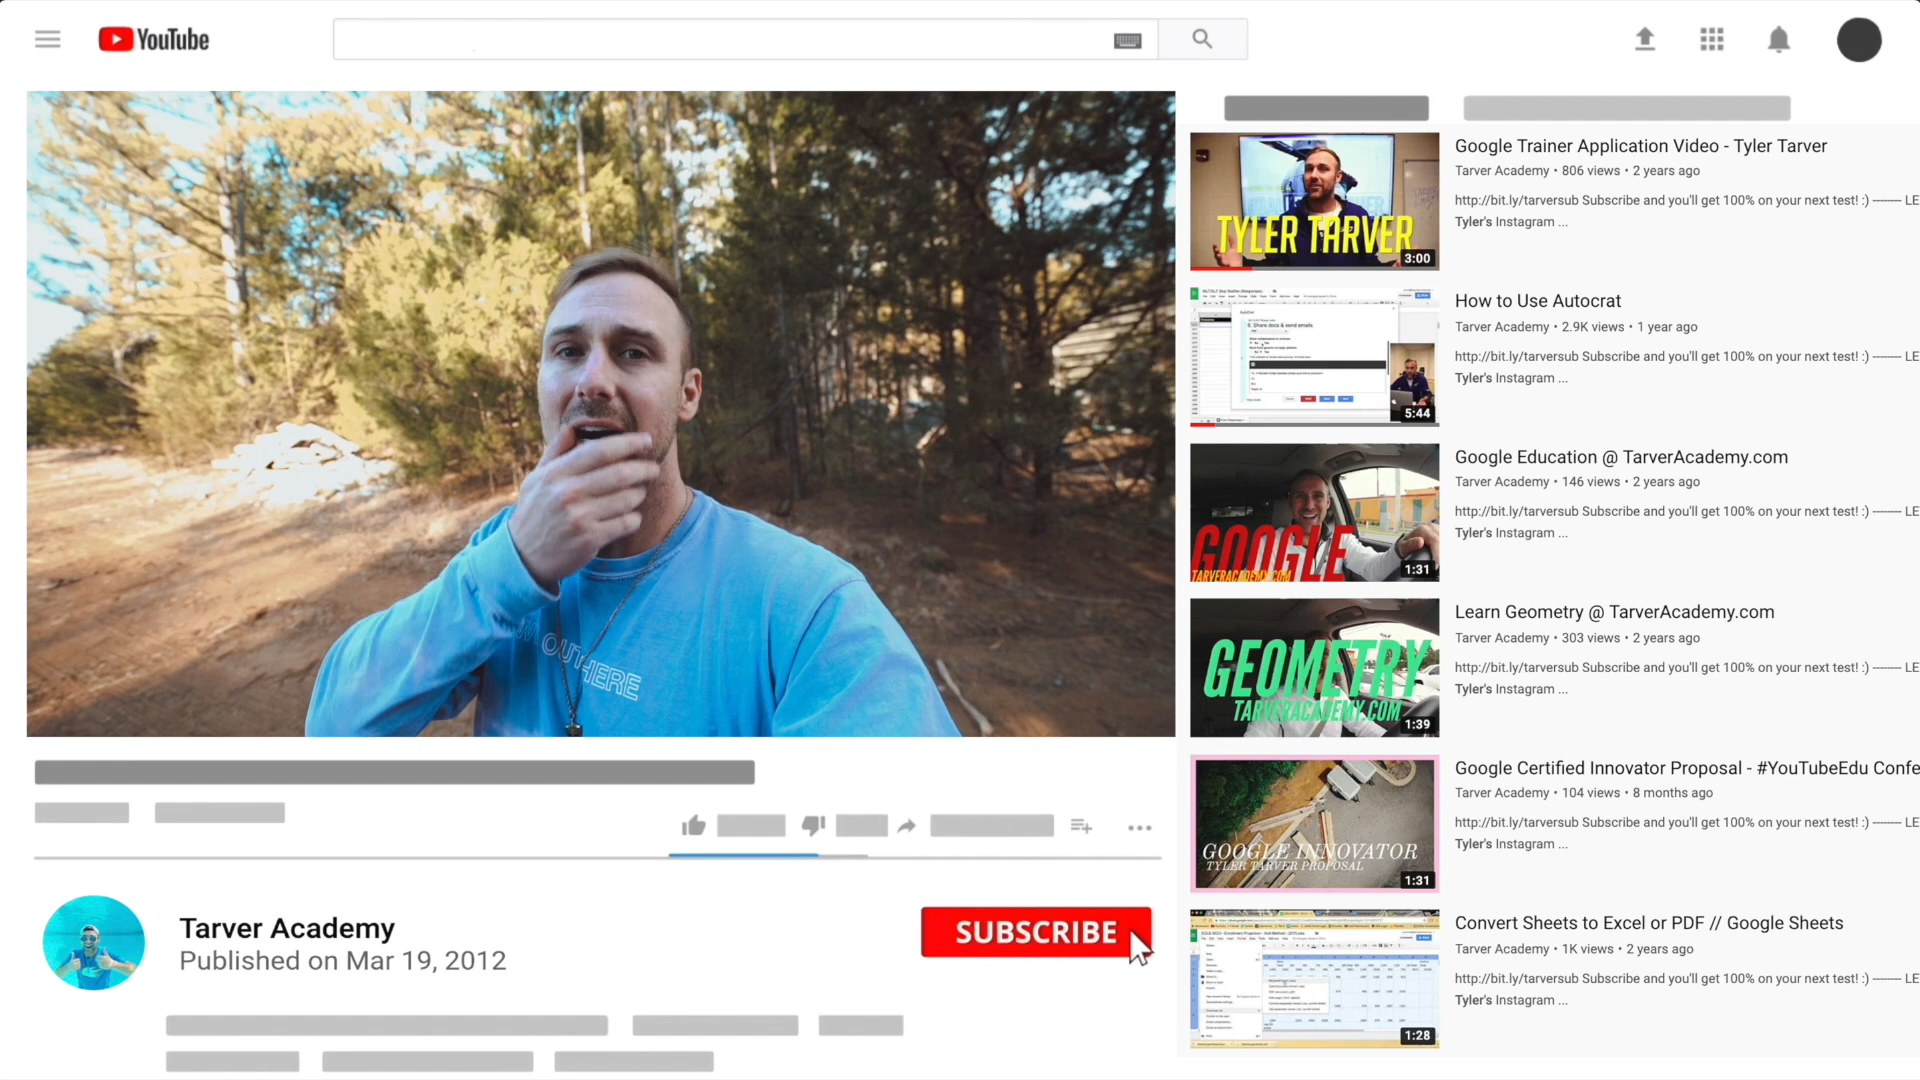 YouTube
OUTHERE
Tarver Academy
Published on Mar 19, 2012
SUBSCRIBE
TYLER TARVER
3:00
Google Trainer Application Video - Tyler Tarver
Tarver Academy • 806 views • 2 years ago
http://bit.ly/tarversub Subscribe and you'll get 100% on your next test! :) -------- LE
Tyler's Instagram ...
8. Share docs & send emails
5:44
How to Use Autocrat
Tarver Academy • 2.9K views • 1 year ago
http://bit.ly/tarversub Subscribe and you'll get 100% on your next test! :) -------- LE
Tyler's Instagram ...
GOOGLE
TARVERACADEMY.COM
1:31
Google Education @ TarverAcademy.com
Tarver Academy • 146 views • 2 years ago
http://bit.ly/tarversub Subscribe and you'll get 100% on your next test! :) -------- LE
Tyler's Instagram ...
GEOMETRY
TARVERACADEMY.COM
1:39
Learn Geometry @ TarverAcademy.com
Tarver Academy • 303 views • 2 years ago
http://bit.ly/tarversub Subscribe and you'll get 100% on your next test! :) -------- LE
Tyler's Instagram ...
GOOGLE INNOVATOR
TYLER TARVER PROPOSAL
1:31
Google Certified Innovator Proposal - #YouTubeEdu Confe
Tarver Academy • 104 views • 8 months ago
http://bit.ly/tarversub Subscribe and you'll get 100% on your next test! :) -------- LE
Tyler's Instagram ...
1:28
Convert Sheets to Excel or PDF // Google Sheets
Tarver Academy • 1K views • 2 years ago
http://bit.ly/tarversub Subscribe and you'll get 100% on your next test! :) -------- LE
Tyler's Instagram ...